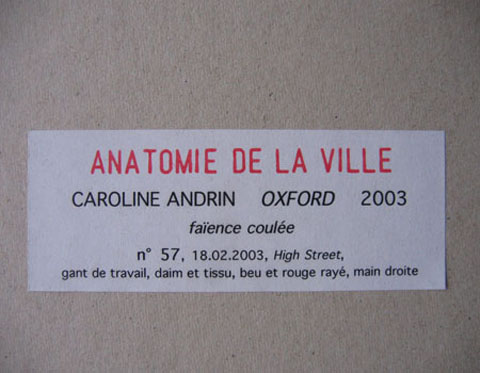 ANATOMIE DE LA VILLE
CAROLINE ANDRIN OXFORD 2003
faïence coulée
n° 57, 18.02.2003, High Street,
gant de travail, daim et tissu, beu et rouge rayé, main droite